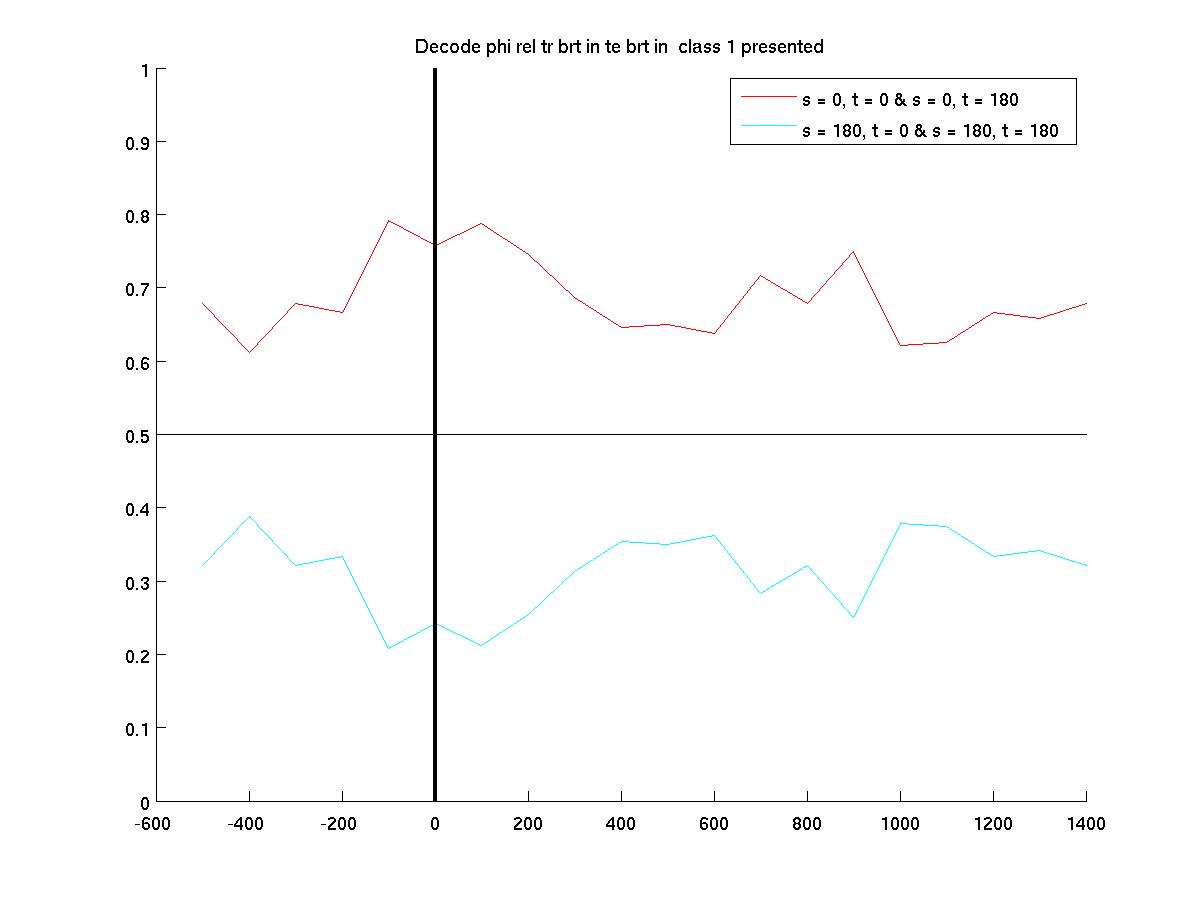 Decode phi rel tr brt in te brt in  class 1 presented
s = 0, t = 0 & s = 0, t = 180
s = 180, t = 0 & s = 180, t = 180
1
0.9
0.8
0.7
0.6
0.5
0.4
0.3
0.2
0.1
0
-600 -400 -200 0 200 400 600 800 1000 1200 1400